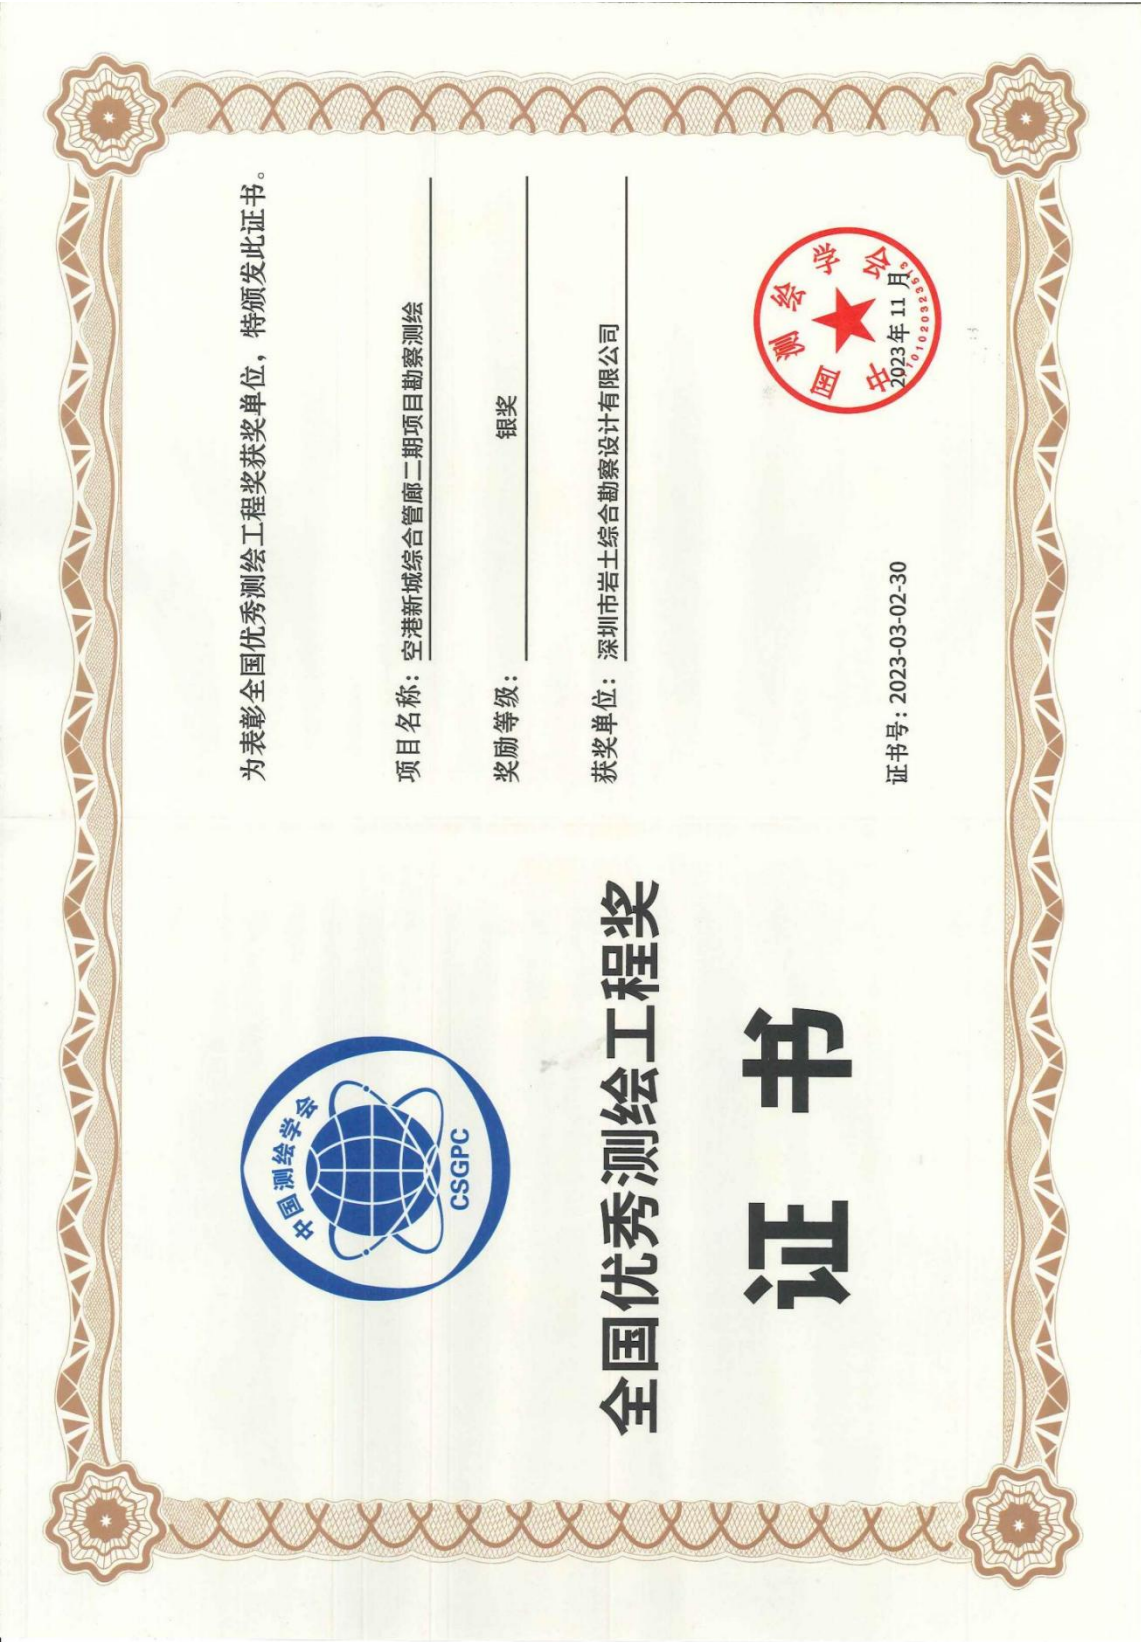 中国测绘学会
CSGPC
全国优秀测绘工程奖
证 书
为表彰全国优秀测绘工程奖获奖单位，特颁发此证书。
项目名称：空港新城综合管廊二期项目勘察测绘
奖励等级：银奖
获奖单位：深圳市岩土综合勘察设计有限公司
证书号：2023-03-02-30
2023年11月
中国测绘学会